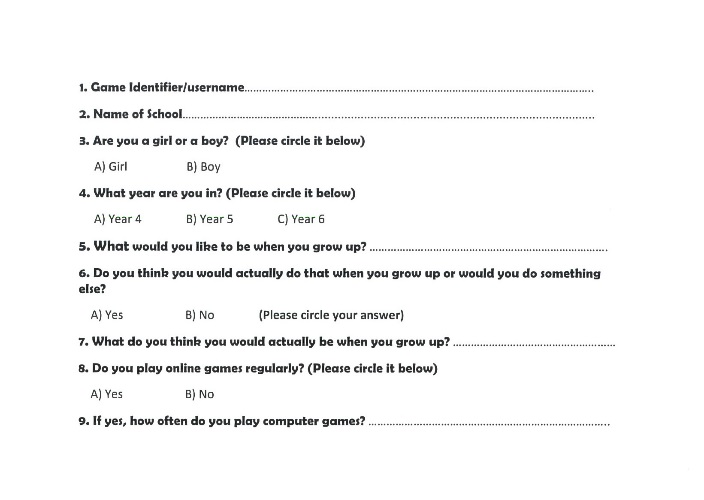 1. Game Identifier/username..........................................................................................................................
2. Name of School................................................................................................................................................
3. Are you a girl or a boy? (Please circle it below)
A) Girl B) Boy
4. What year are you in? (Please circle it below)
A) Year 4 B) Year 5 C) Year 6
5. What would you like to be when you grow up? ................................................................................
6. Do you think you would actually do that when you grow up or would you do something
else?
A) Yes B) No (Please circle your answer)
7. What do you think you would actually be when you grow up? ......................................................
8. Do you play online games regularly? (Please circle it below)
A) Yes B) No
9. If yes, how often do you play computer games? ................................................................................